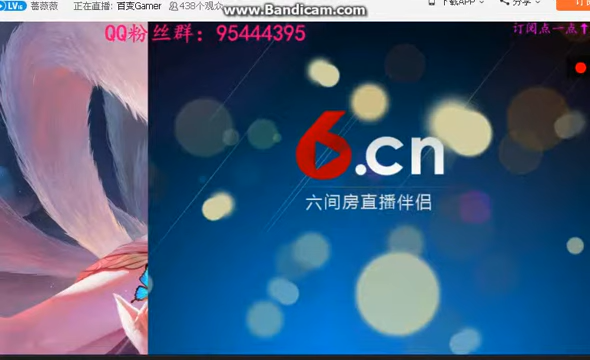 www.Bandicam.com
LV15 蔷薇薇 正在直播: 百变Gamer 438个观众 下载APP 分享 订
QQ粉丝群: 95444395
订阅点一点↑
6.cn
六间房直播伴侣